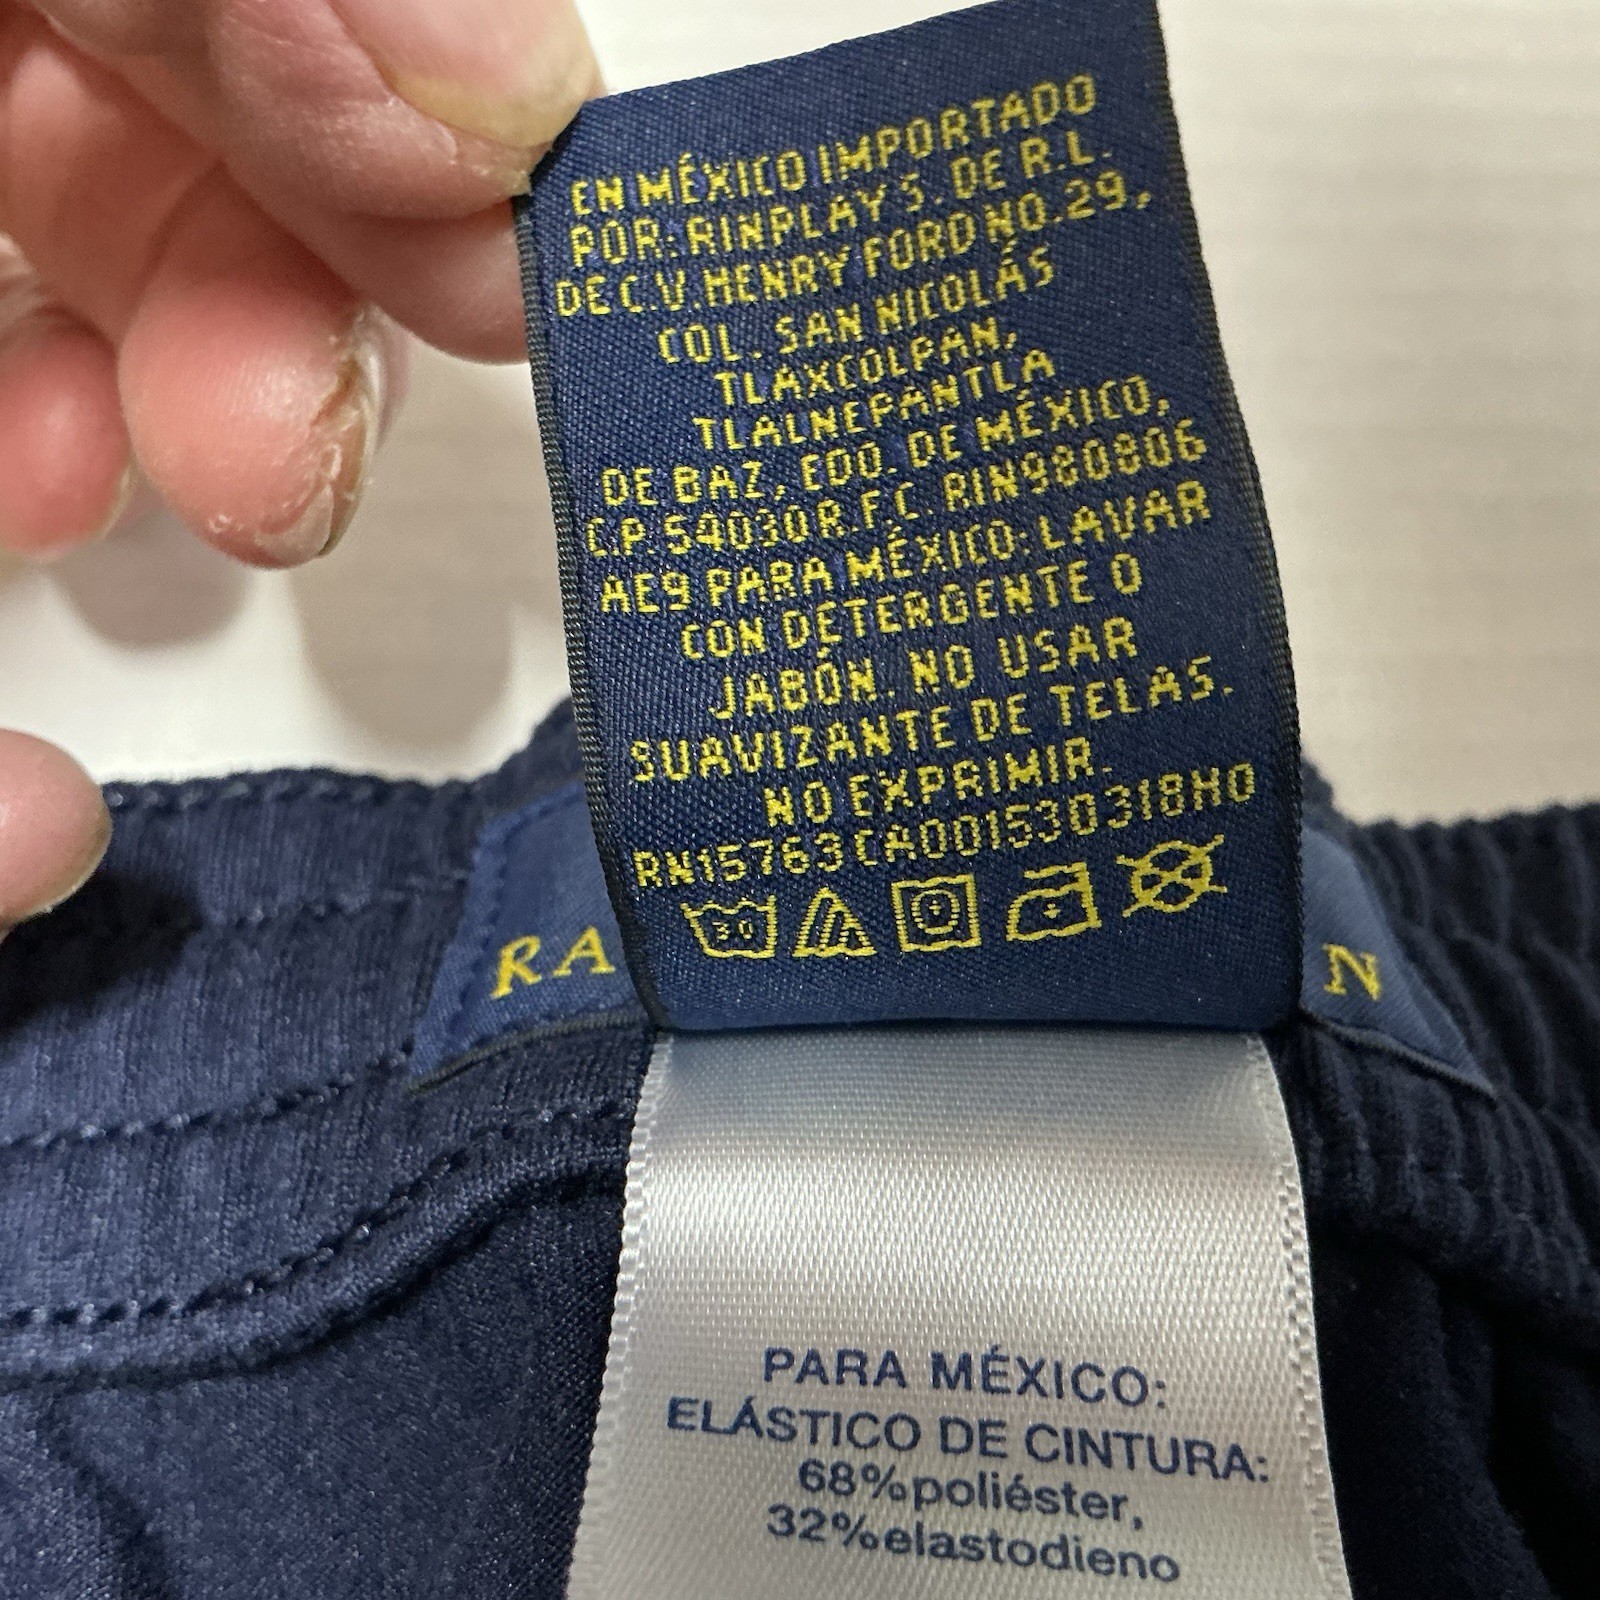 EN MÉXICO IMPORTADO
POR: RINPLAY S. DE R.L.
DE C.V. HENRY FORD NO.29,
COL. SAN NICOLÁS
TLAXCOLPAN,
TLALNEPANTLA
DE BAZ, EDO. DE MÉXICO,
C.P. 54030 R.F.C. RIN980806
AE9 PARA MÉXICO: LAVAR
CON DETERGENTE O
JABÓN. NO USAR
SUAVIZANTE DE TELAS.
NO EXPRIMIR.
RN15763 CA001530318HO
30
RA N
PARA MÉXICO:
ELÁSTICO DE CINTURA:
68%poliéster,
32%elastodieno